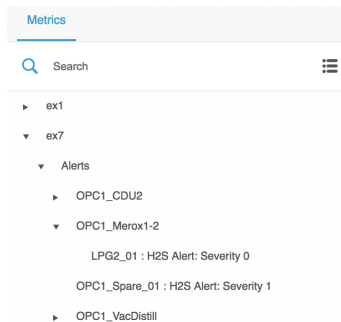 Metrics
Search
ex1
ex7
Alerts
OPC1_CDU2
OPC1_Merox1-2
LPG2_01 : H2S Alert: Severity 0
OPC1_Spare_01 : H2S Alert: Severity 1
OPC1_VacDistill